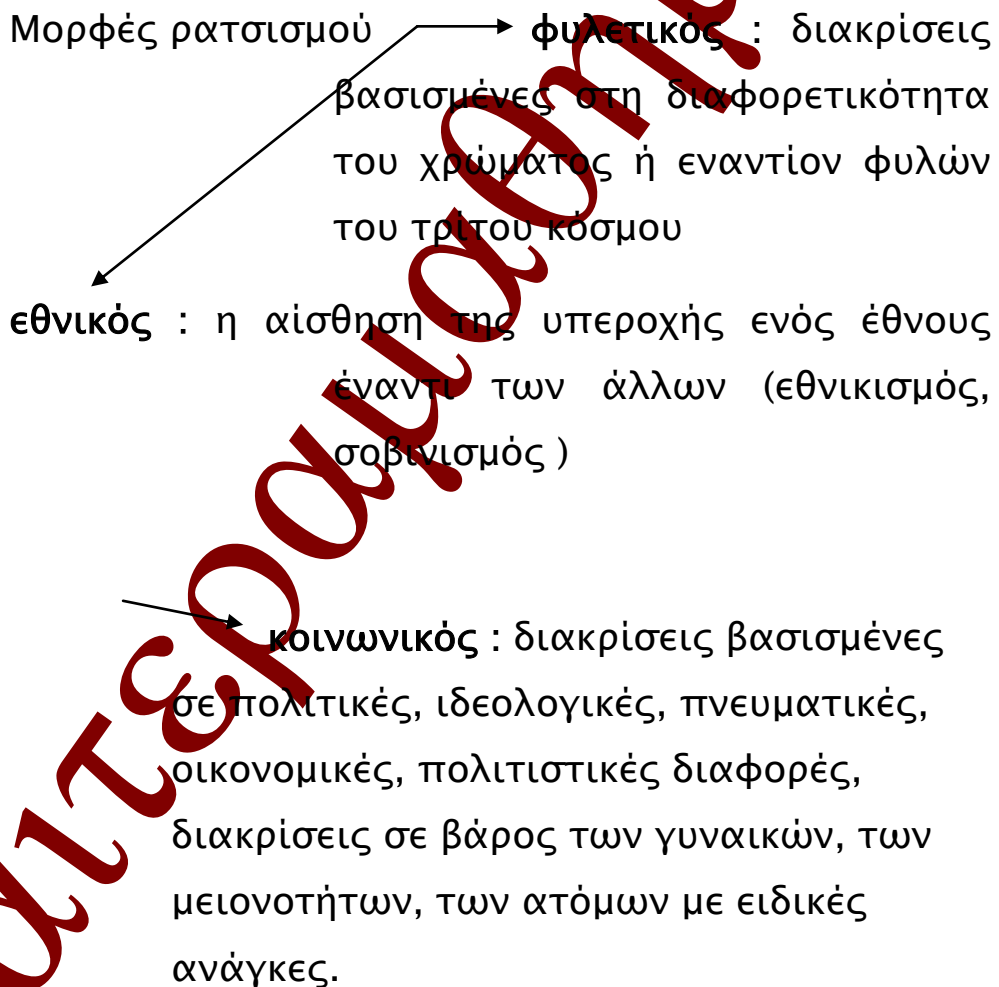 Μορφές ρατσισμού φυλετικός : διακρίσεις
βασισμένες στη διαφορετικότητα
του χρώματος ή εναντίον φυλών
του τρίτου κόσμου
εθνικός : η αίσθηση της υπεροχής ενός έθνους
έναντι των άλλων (εθνικισμός,
σοβινισμός )
κοινωνικός : διακρίσεις βασισμένες
σε πολιτικές, ιδεολογικές, πνευματικές,
οικονομικές, πολιτιστικές διαφορές,
διακρίσεις σε βάρος των γυναικών, των
μειονοτήτων, των ατόμων με ειδικές
ανάγκες.